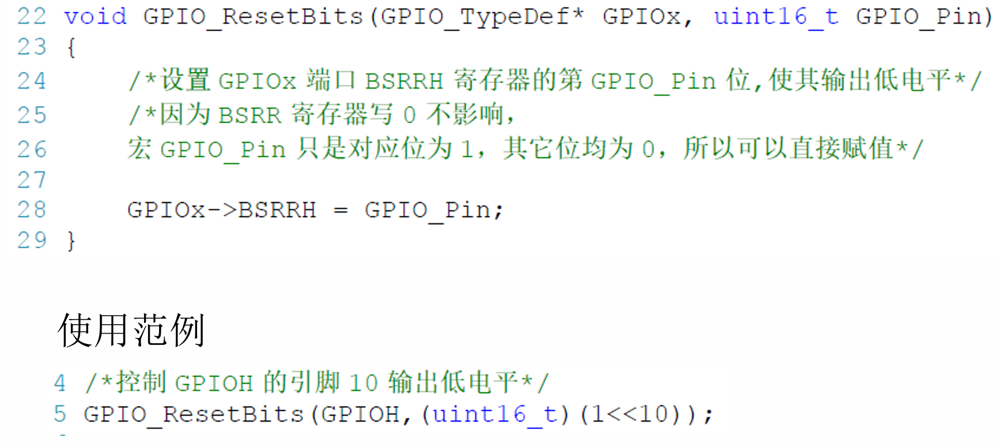 22 void GPIO_ResetBits(GPIO_TypeDef* GPIOx, uint16_t GPIO_Pin)
23 {
24 /*设置 GPIOx 端口 BSRRH 寄存器的第 GPIO_Pin 位,使其输出低电平*/
25 /*因为 BSRR 寄存器写 0 不影响，
26 宏 GPIO_Pin 只是对应位为 1，其它位均为 0，所以可以直接赋值*/
27
28 GPIOx->BSRRH = GPIO_Pin;
29 }
使用范例
4 /*控制 GPIOH 的引脚 10 输出低电平*/
5 GPIO_ResetBits(GPIOH,(uint16_t)(1<<10));